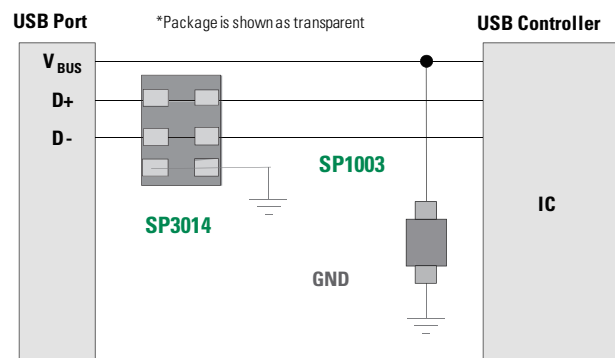 USB Port
*Package is shown as transparent
USB Controller
VBUS
D+
D-
SP1003
IC
SP3014
GND